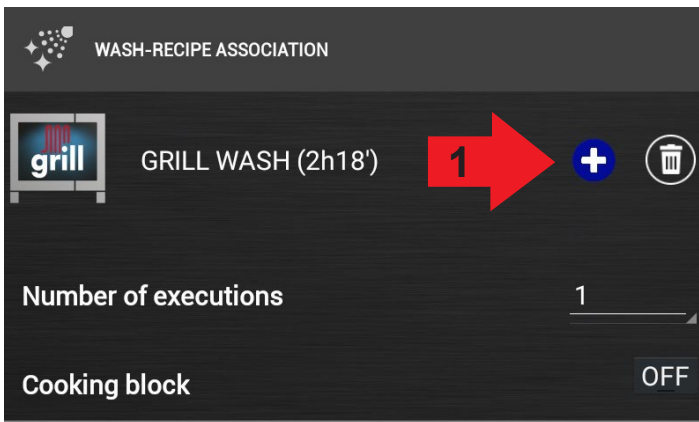 WASH-RECIPE ASSOCIATION
grill
GRILL WASH (2h18')
1
Number of executions
1
Cooking block
OFF